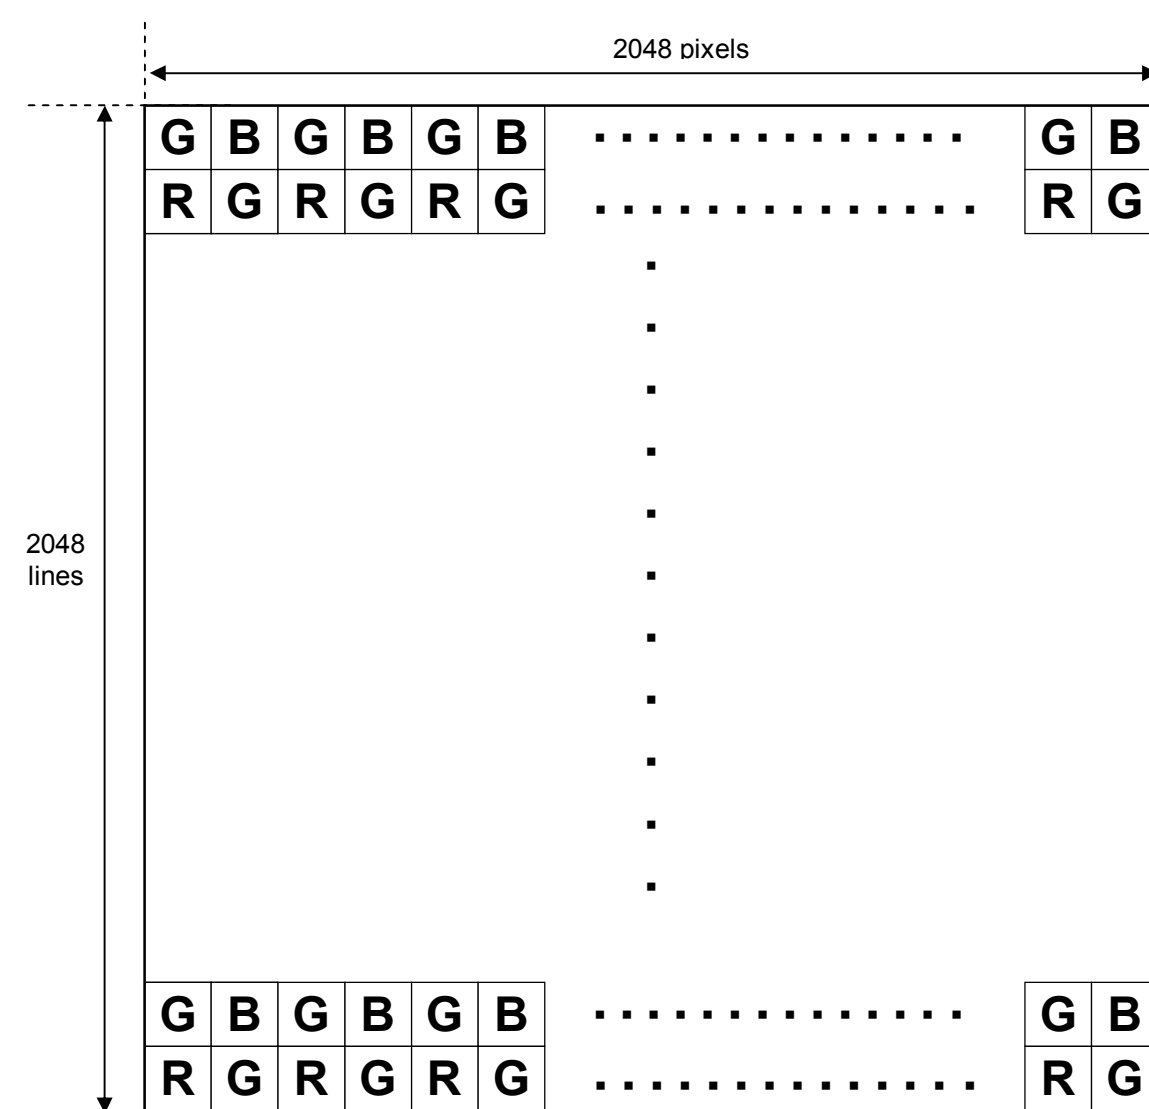 2048 pixels
G B G B G B . . . . . . . . . . . . . . G B
R G R G R G . . . . . . . . . . . . . . R G
2048
lines
G B G B G B . . . . . . . . . . . . . . G B
R G R G R G . . . . . . . . . . . . . . R G